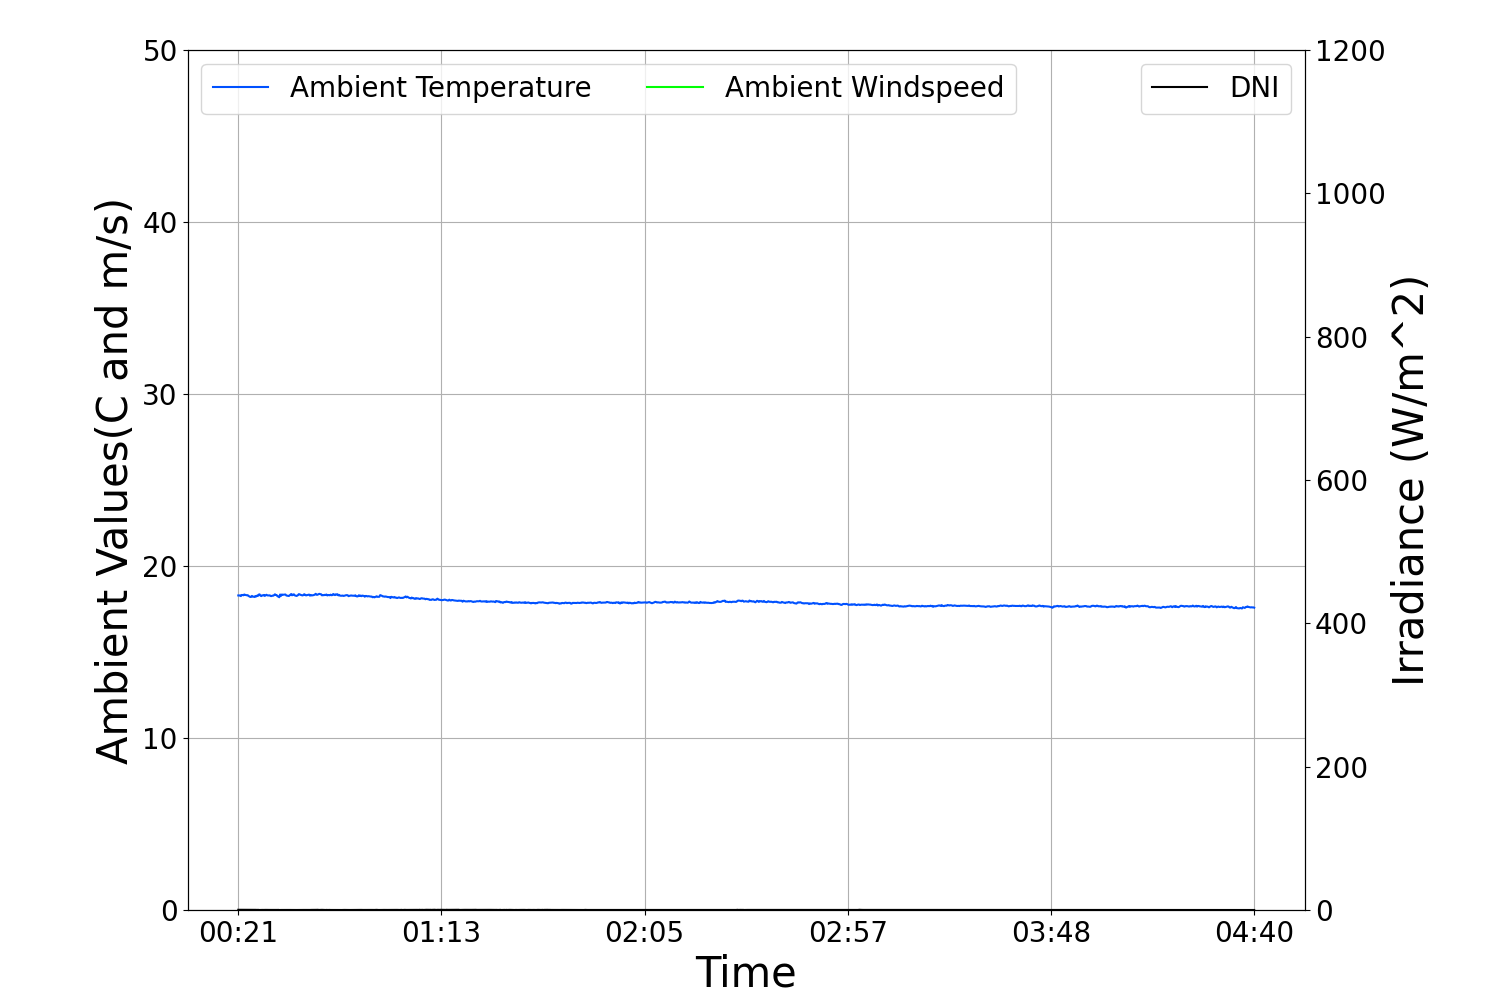 Ambient Temperature
Ambient Windspeed
DNI
50
40
30
20
10
0
1200
1000
800
600
400
200
0
Ambient Values(C and m/s)
Irradiance (W/m^2)
00:21 01:13 02:05 02:57 03:48 04:40
Time